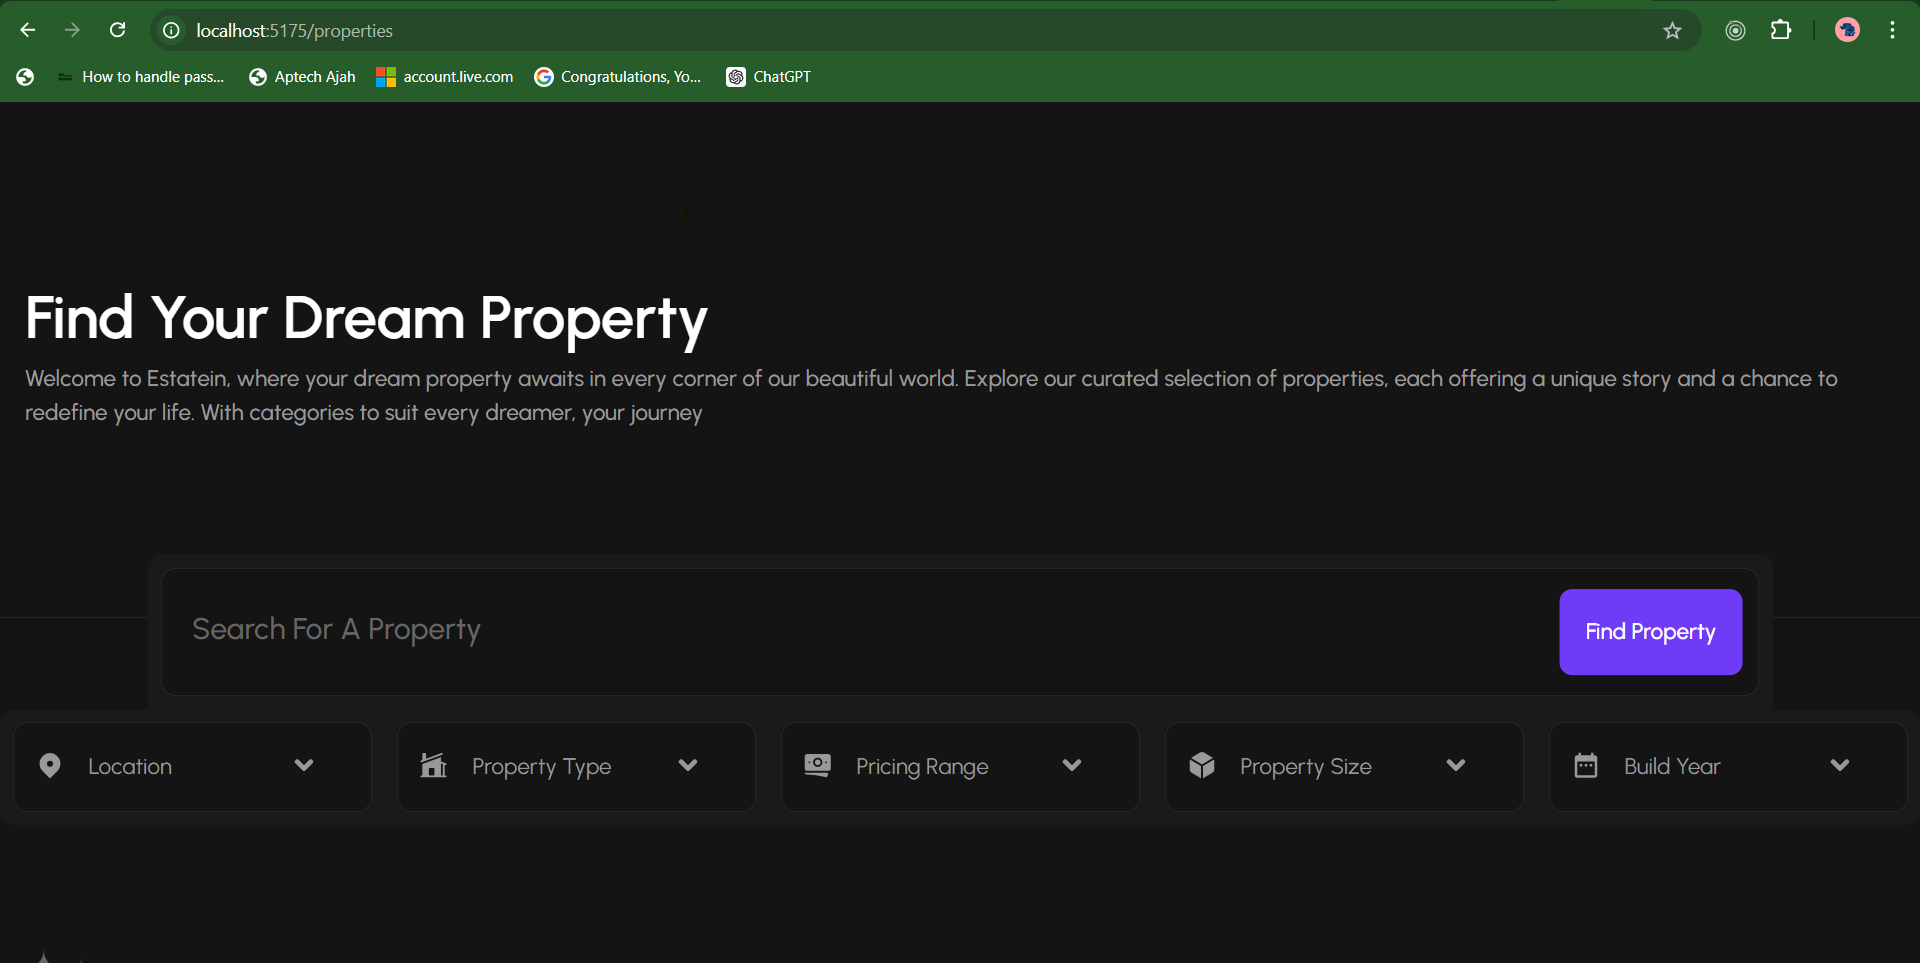 localhost:5175/properties
How to handle pass...
Aptech Ajah
account.live.com
Congratulations, Yo...
ChatGPT
Find Your Dream Property
Welcome to Estatein, where your dream property awaits in every corner of our beautiful world. Explore our curated selection of properties, each offering a unique story and a chance to
redefine your life. With categories to suit every dreamer, your journey
Search For A Property
Find Property
Location
Property Type
Pricing Range
Property Size
Build Year